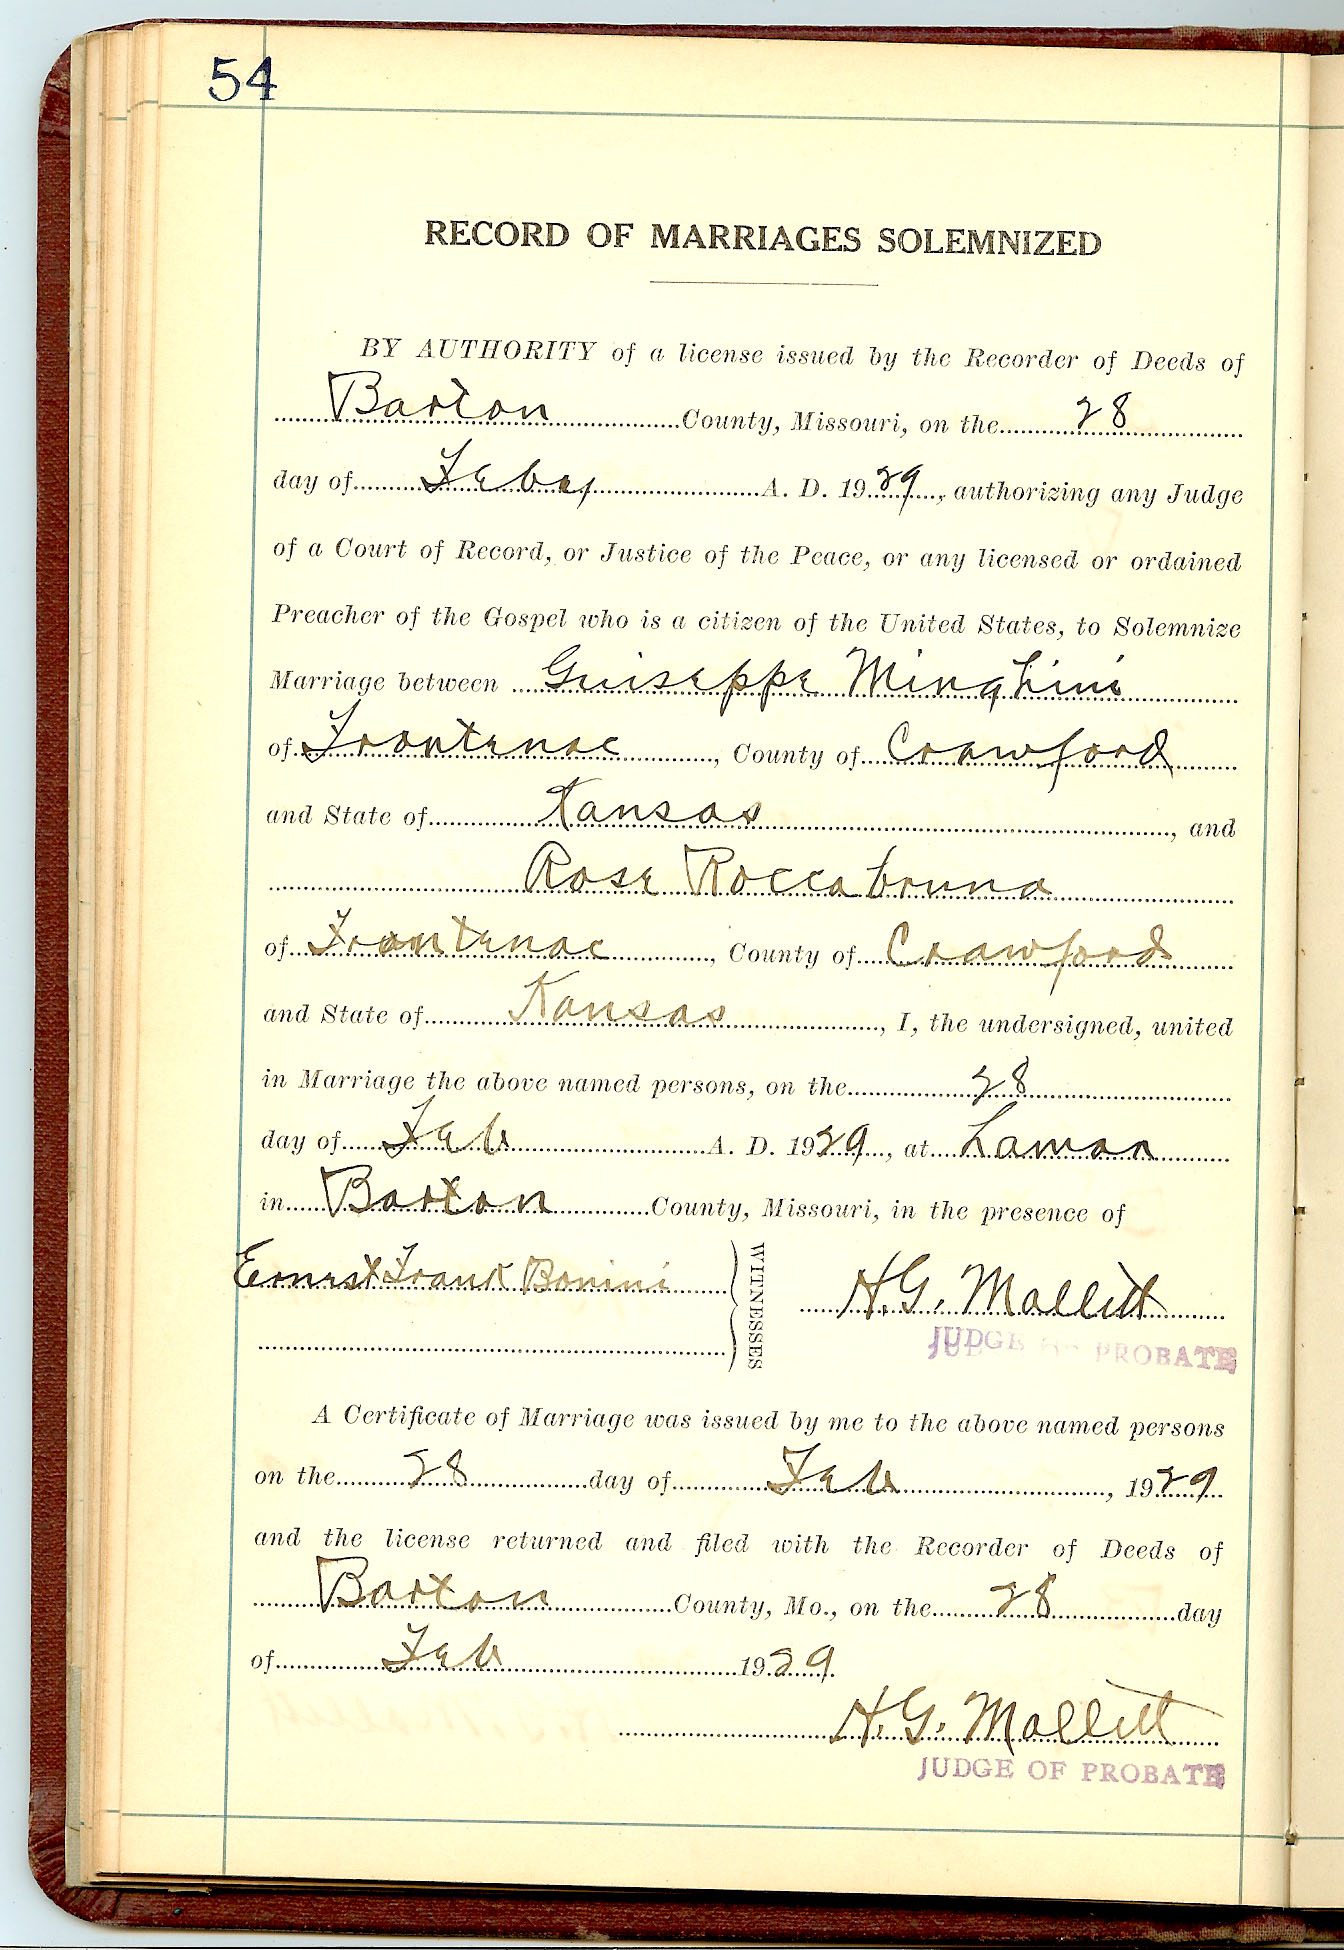 54
RECORD OF MARRIAGES SOLEMNIZED
BY AUTHORITY of a license issued by the Recorder of Deeds of
Barton County, Missouri, on the 28
day of Feby A. D. 1929, authorizing any Judge
of a Court of Record, or Justice of the Peace, or any licensed or ordained
Preacher of the Gospel who is a citizen of the United States, to Solemnize
Marriage between Guiseppe Minghini
of Frontenac, County of Crawford
and State of Kansas, and
Rose Roccabruna
of Frontenac, County of Crawford
and State of Kansas, I, the undersigned, united
in Marriage the above named persons, on the 28
day of Feb A. D. 1929, at Lamar
in Barton County, Missouri, in the presence of
Ernest Frank Bonini WITNESSES H. G. Mallett
JUDGE OF PROBATE
A Certificate of Marriage was issued by me to the above named persons
on the 28 day of Feb, 1929
and the license returned and filed with the Recorder of Deeds of
Barton County, Mo., on the 28 day
of Feb 1929.
H. G. Mallett
JUDGE OF PROBATE